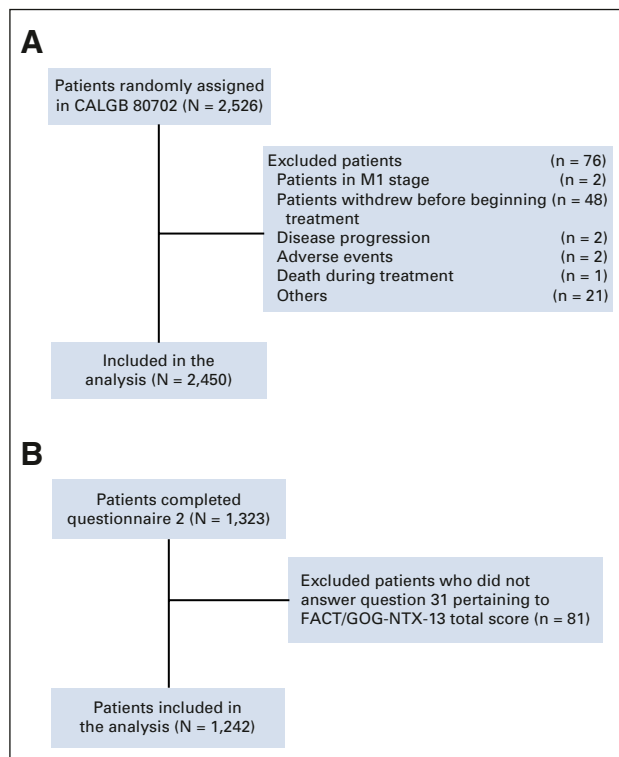 A
Patients randomly assigned
in CALGB 80702 (N = 2,526)
Excluded patients (n = 76)
Patients in M1 stage (n = 2)
Patients withdrew before beginning (n = 48)
treatment
Disease progression (n = 2)
Adverse events (n = 2)
Death during treatment (n = 1)
Others (n = 21)
Included in the
analysis (N = 2,450)
B
Patients completed
questionnaire 2 (N = 1,323)
Excluded patients who did not
answer question 31 pertaining to
FACT/GOG-NTX-13 total score (n = 81)
Patients included in
the analysis (N = 1,242)